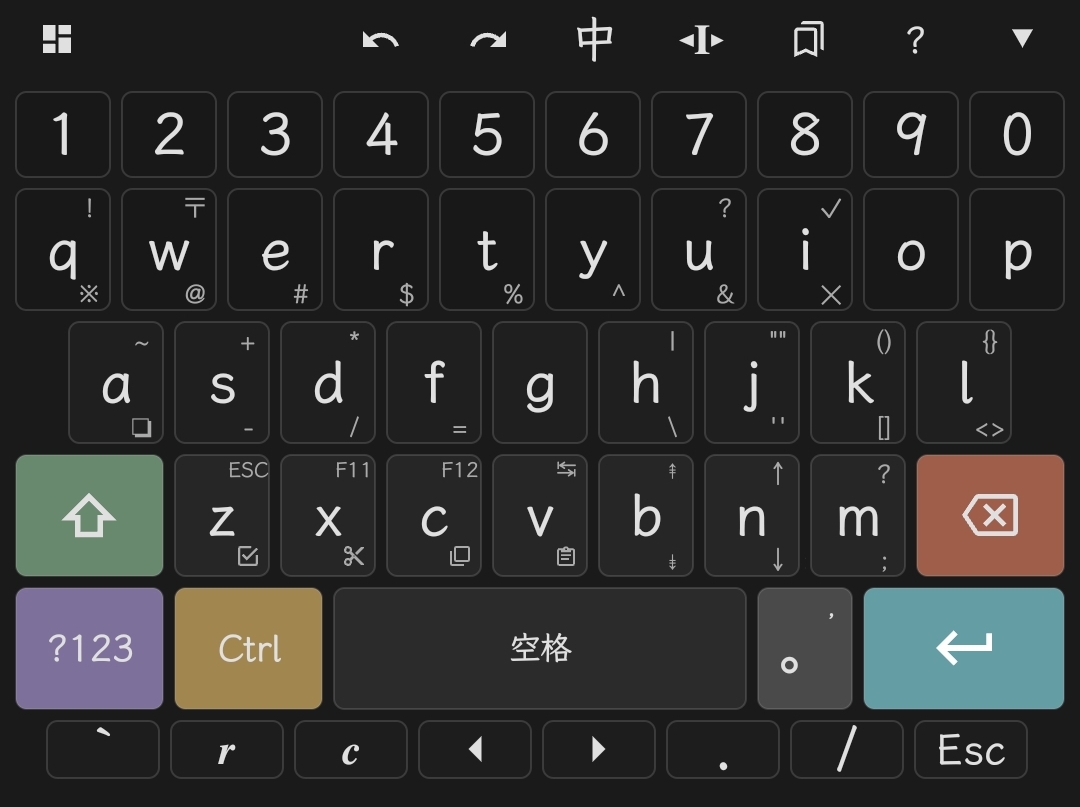 中 I ?
1 2 3 4 5 6 7 8 9 0
! 〒 ? ✓
q w e r t y u i o p
※ @ # $ % ^ & ×
~ + * | "" () {}
a s d f g h j k l
- / = \ '' [] <>
ESC F11 F12 ↹ ⇞ ↑ ?
z x c v b n m
⇟ ↓ ;
?123 Ctrl 空格 , 。
` r c ◀ ▶ . / Esc